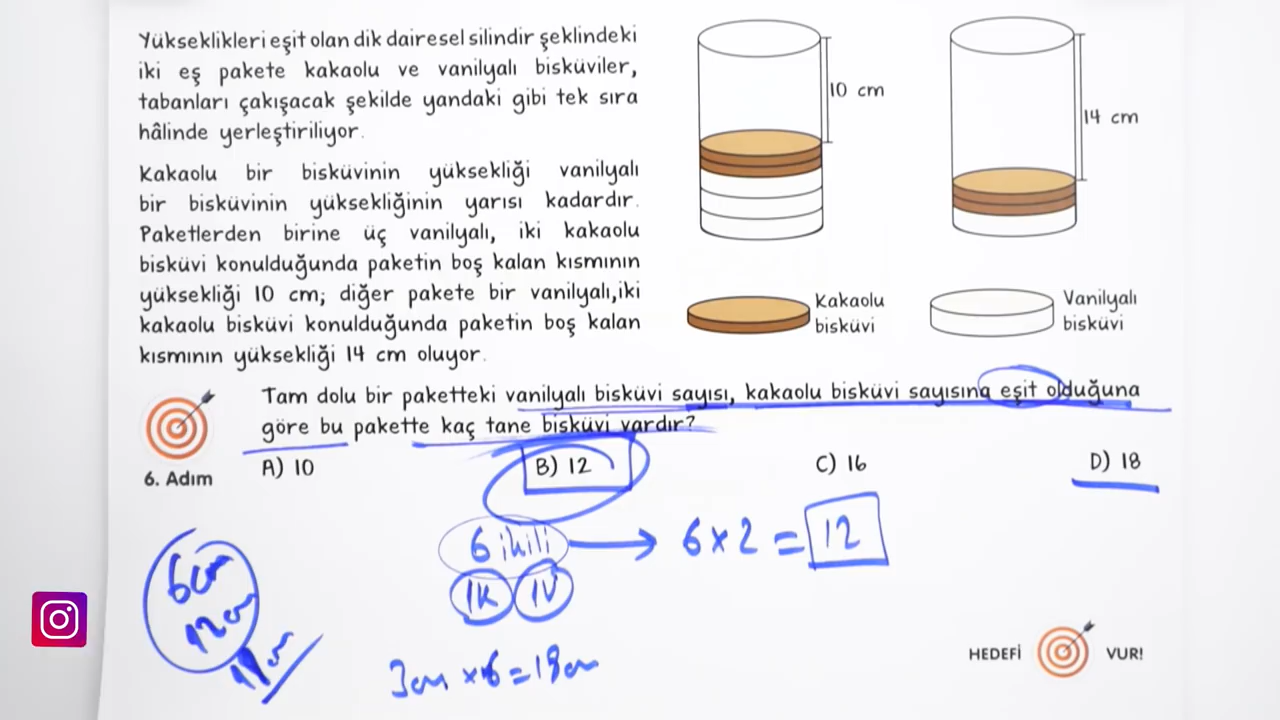 Yükseklikleri eşit olan dik dairesel silindir şeklindeki
iki eş pakete kakaolu ve vanilyalı bisküviler,
tabanları çakışacak şekilde yandaki gibi tek sıra
hâlinde yerleştiriliyor.
Kakaolu bir bisküvinin yüksekliği vanilyalı
bir bisküvinin yüksekliğinin yarısı kadardır.
Paketlerden birine üç vanilyalı, iki kakaolu
bisküvi konulduğunda paketin boş kalan kısmının
yüksekliği 10 cm; diğer pakete bir vanilyalı,iki
kakaolu bisküvi konulduğunda paketin boş kalan
kısmının yüksekliği 14 cm oluyor.
10 cm
14 cm
Kakaolu
bisküvi
Vanilyalı
bisküvi
Tam dolu bir paketteki vanilyalı bisküvi sayısı, kakaolu bisküvi sayısına eşit olduğuna
göre bu pakette kaç tane bisküvi vardır?
6. Adım
A) 10
B) 12
C) 16
D) 18
6 ikili → 6 x 2 = 12
1K 1V
3cm x 6 = 18cm
6cm
12cm
HEDEFİ VUR!